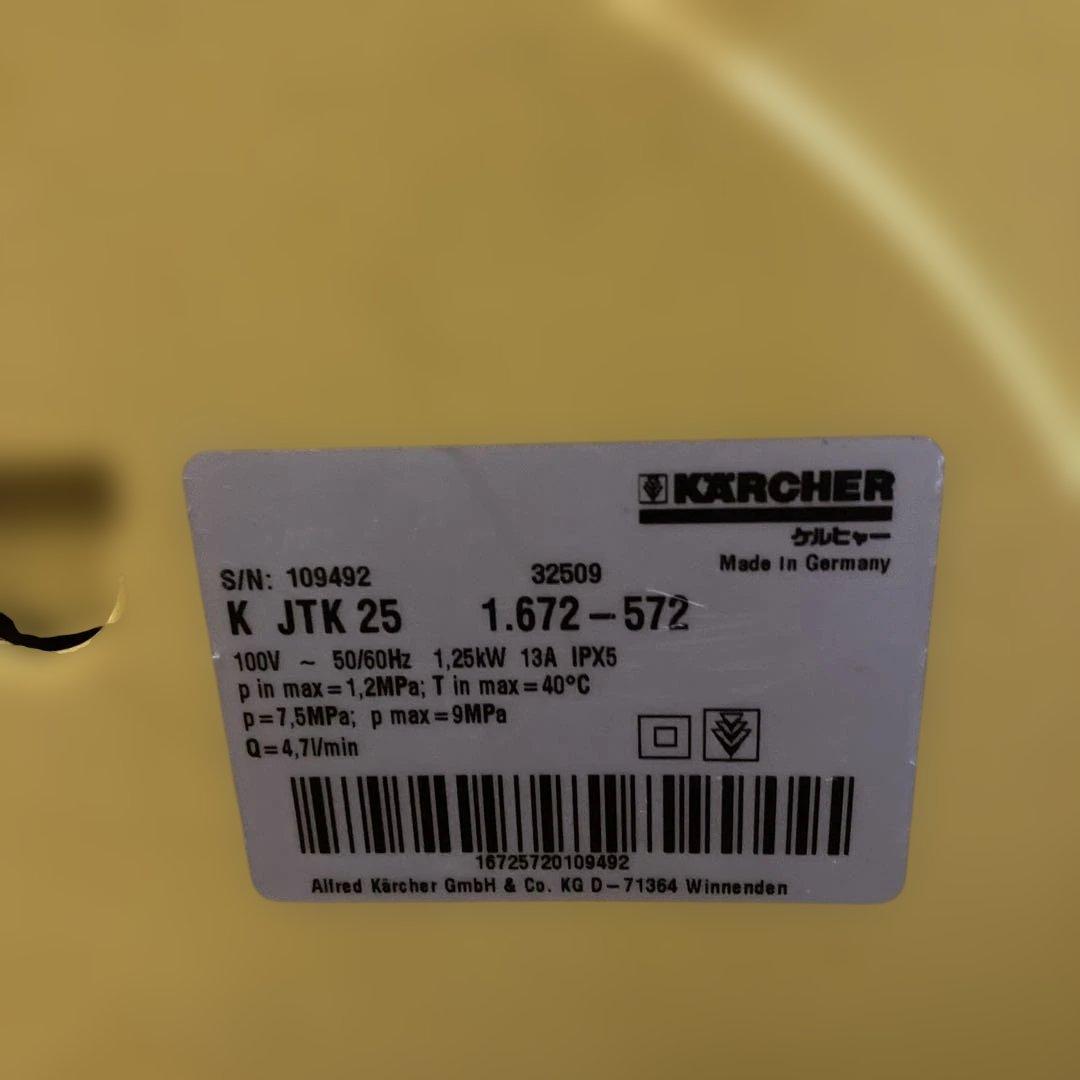 KÄRCHER
ケルヒャー
Made in Germany
S/N: 109492 32509
K JTK 25 1.672-572
100V ~ 50/60Hz 1,25kW 13A IPX5
p in max=1,2MPa; T in max=40°C
p=7,5MPa; p max=9MPa
Q=4,7l/min
16725720109492
Alfred Kärcher GmbH & Co. KG D-71364 Winnenden